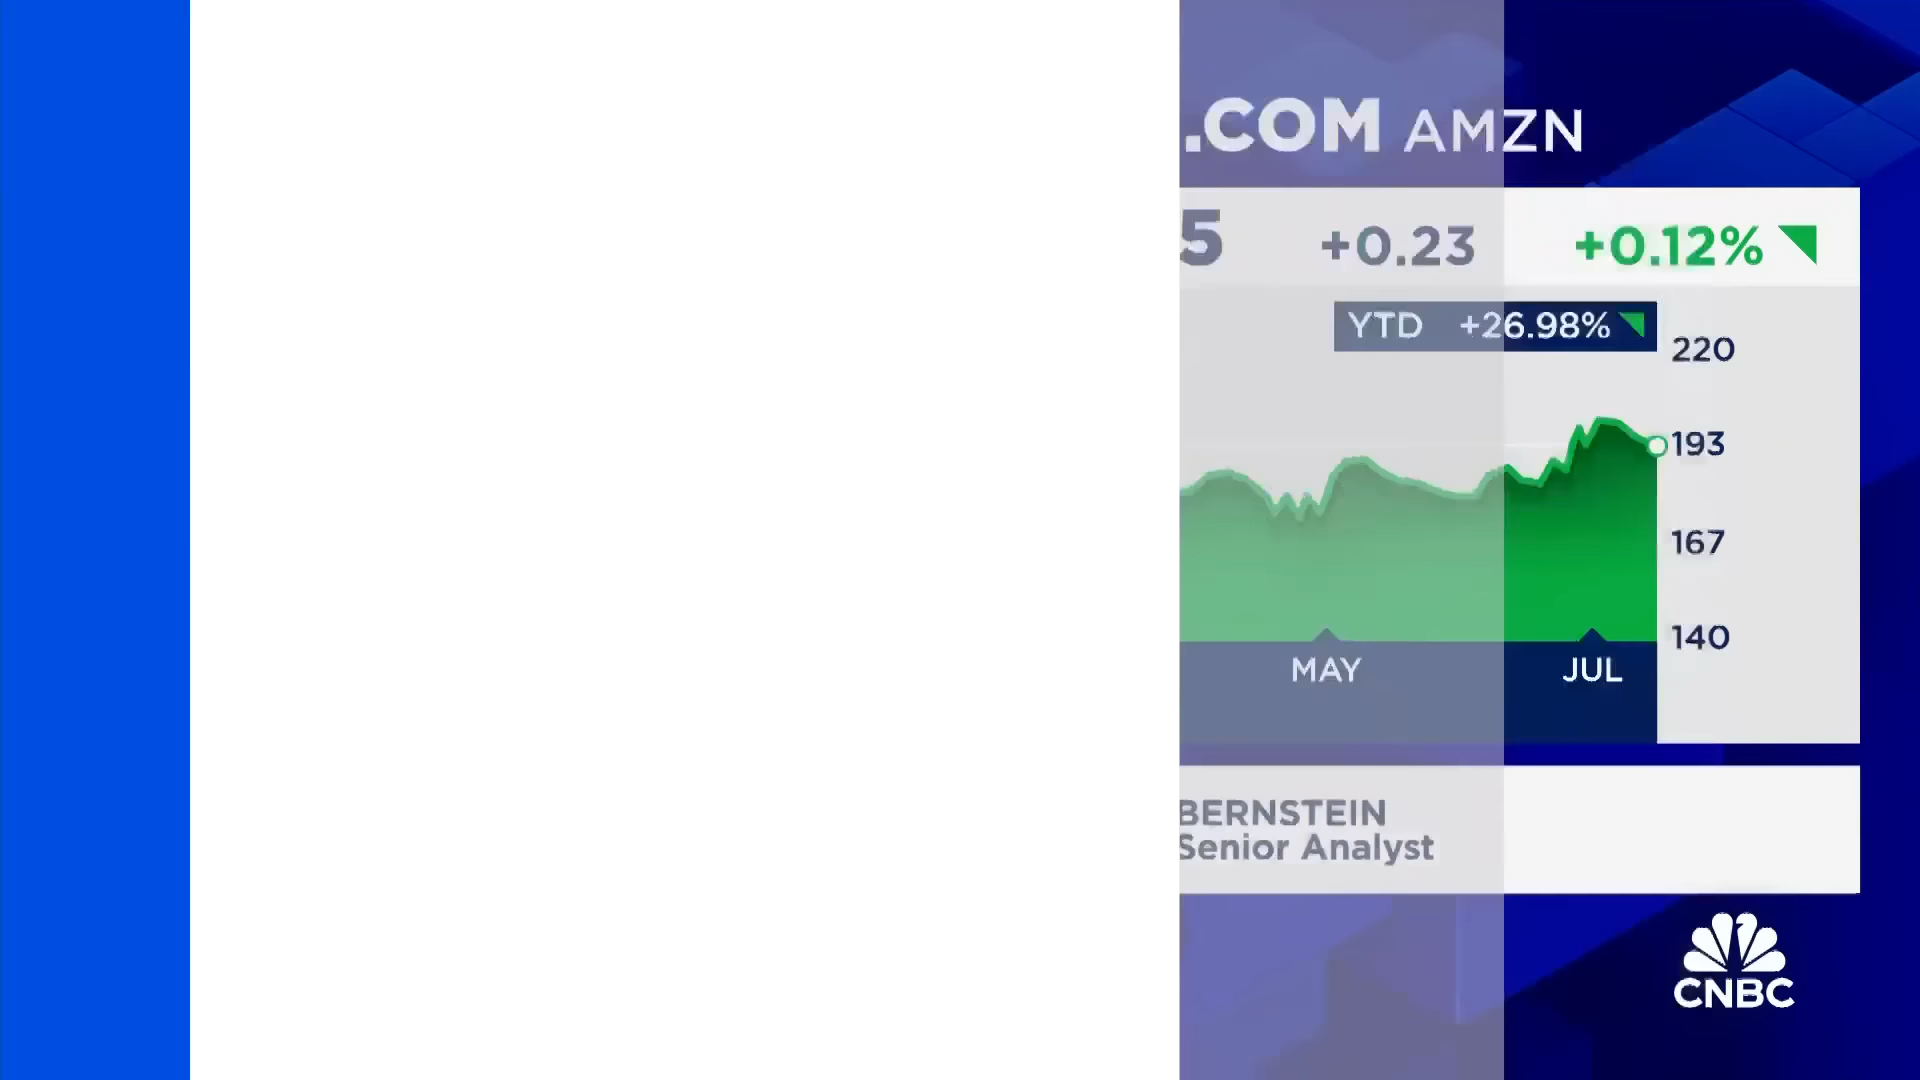 .COM AMZN
5 +0.23 +0.12%
YTD +26.98%
220
193
167
140
MAY JUL
BERNSTEIN
Senior Analyst
CNBC